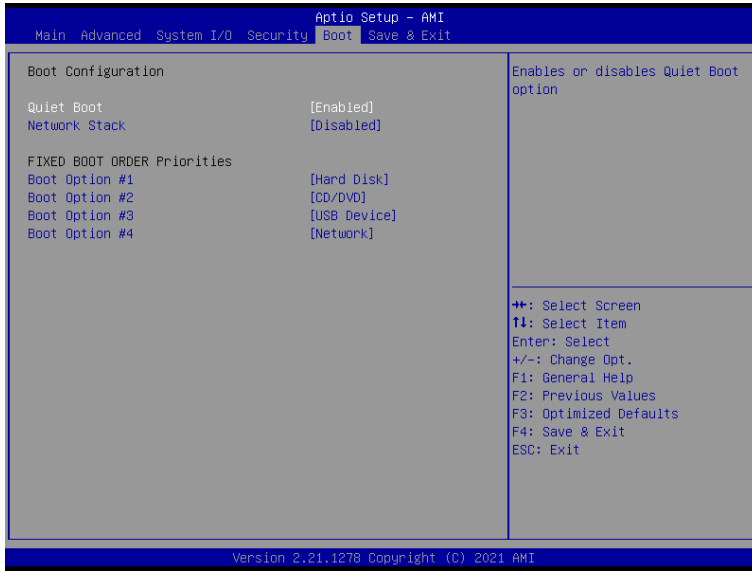 Aptio Setup – AMI
Main Advanced System I/O Security Boot Save & Exit
Boot Configuration
Quiet Boot [Enabled]
Network Stack [Disabled]
FIXED BOOT ORDER Priorities
Boot Option #1 [Hard Disk]
Boot Option #2 [CD/DVD]
Boot Option #3 [USB Device]
Boot Option #4 [Network]
Enables or disables Quiet Boot
option
→←: Select Screen
↑↓: Select Item
Enter: Select
+/-: Change Opt.
F1: General Help
F2: Previous Values
F3: Optimized Defaults
F4: Save & Exit
ESC: Exit
Version 2.21.1278 Copyright (C) 2021 AMI